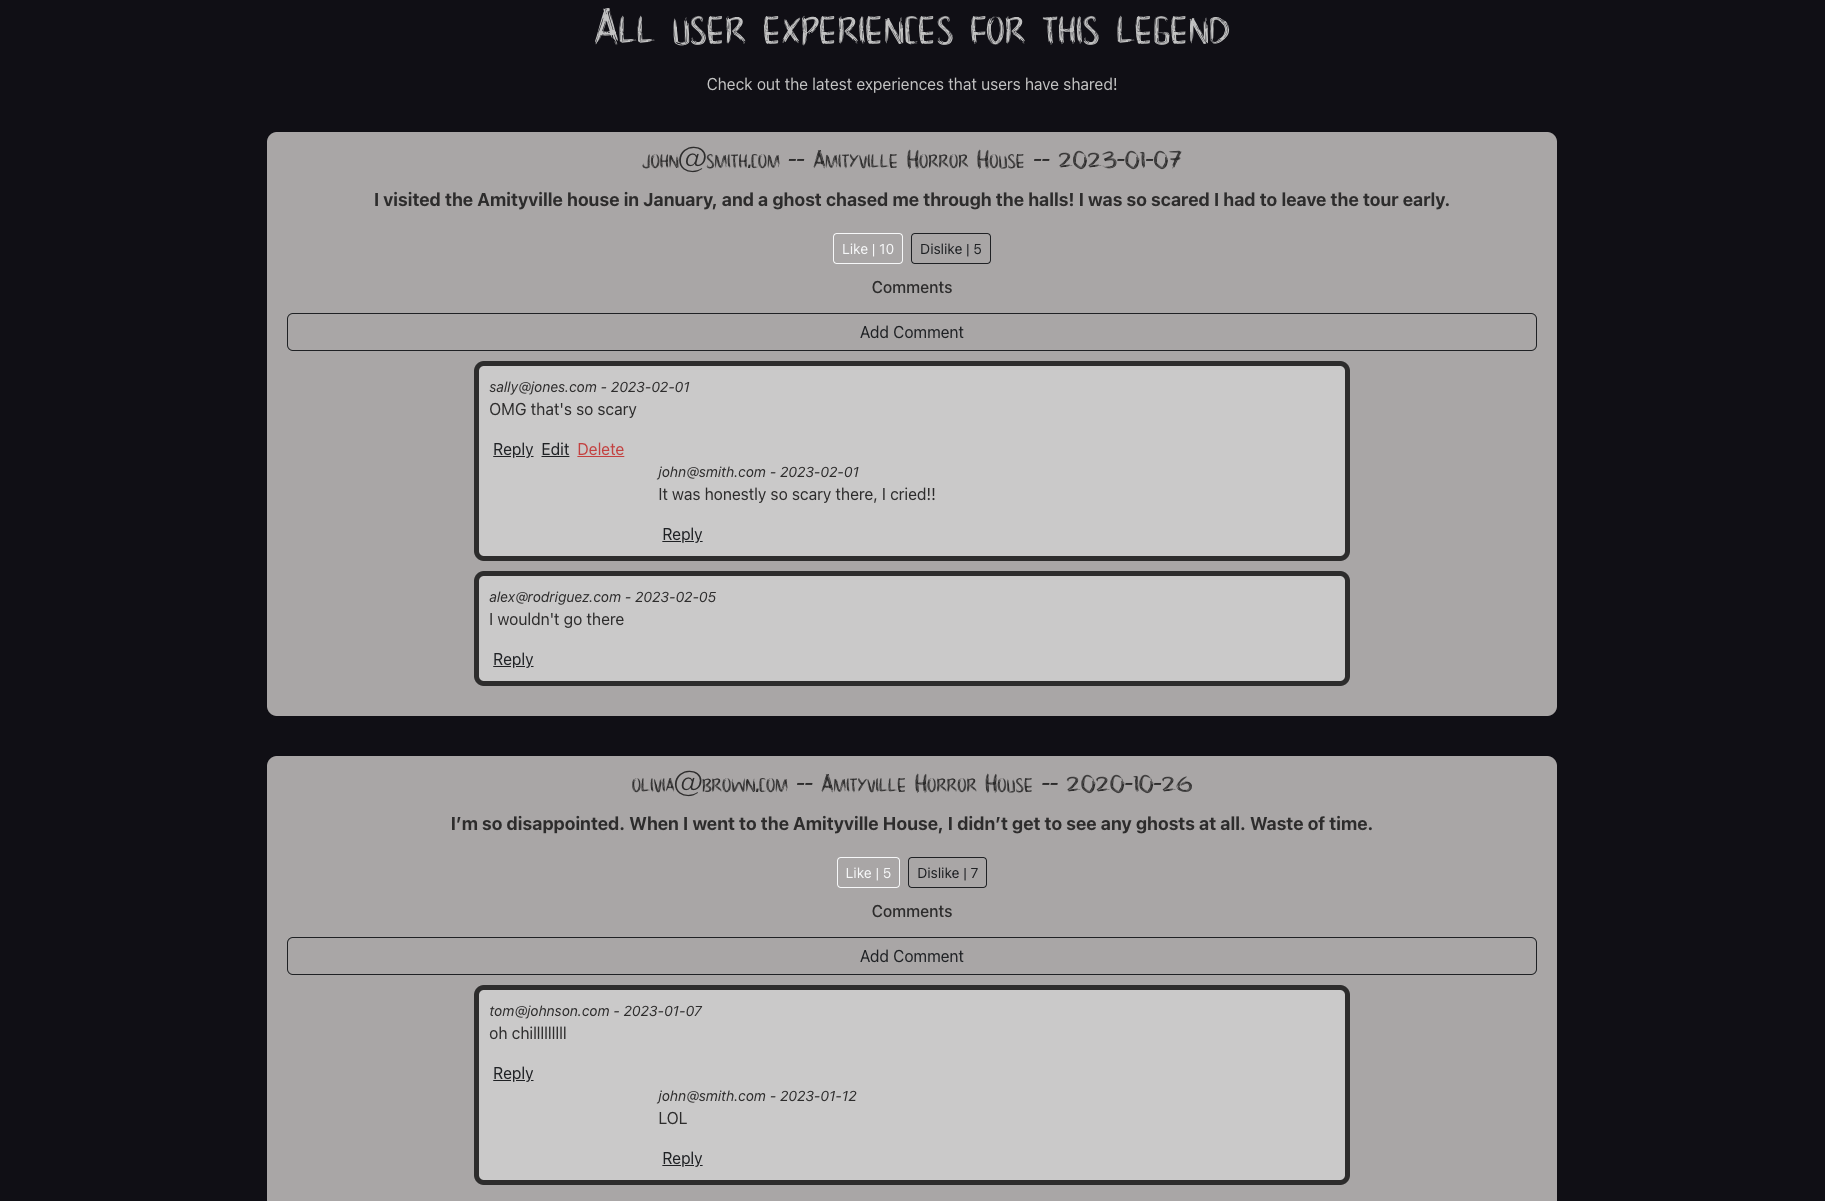 All user experiences for this legend
Check out the latest experiences that users have shared!
john@smith.com -- Amityville Horror House -- 2023-01-07
I visited the Amityville house in January, and a ghost chased me through the halls! I was so scared I had to leave the tour early.
Like | 10 Dislike | 5
Comments
Add Comment
sally@jones.com - 2023-02-01
OMG that's so scary
Reply Edit Delete
john@smith.com - 2023-02-01
It was honestly so scary there, I cried!!
Reply
alex@rodriguez.com - 2023-02-05
I wouldn't go there
Reply
olivia@brown.com -- Amityville Horror House -- 2020-10-26
I’m so disappointed. When I went to the Amityville House, I didn’t get to see any ghosts at all. Waste of time.
Like | 5 Dislike | 7
Comments
Add Comment
tom@johnson.com - 2023-01-07
oh chilllllllll
Reply
john@smith.com - 2023-01-12
LOL
Reply